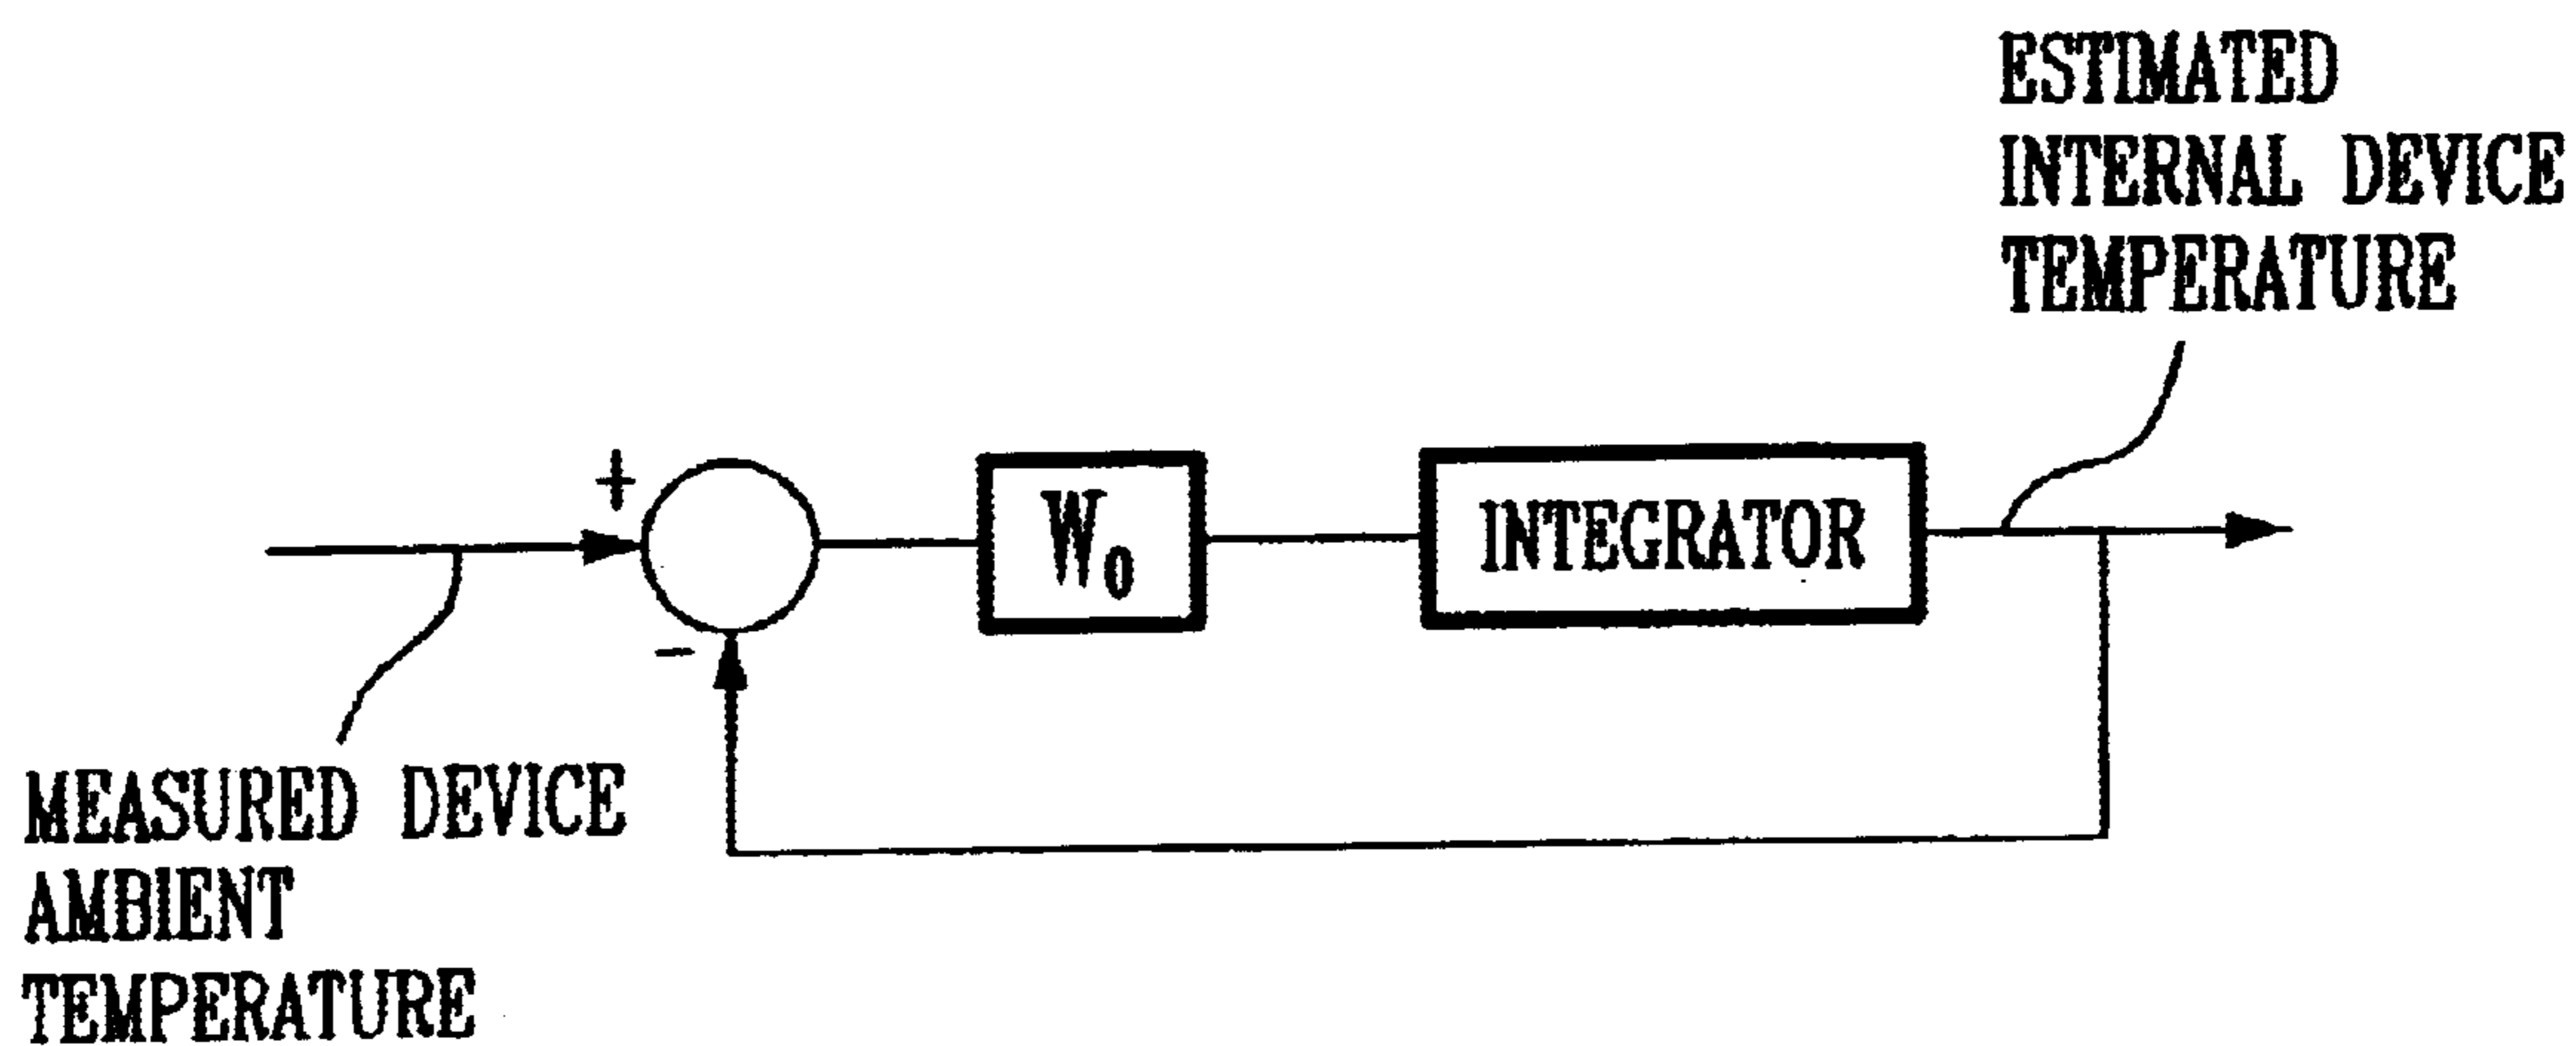 ESTIMATED
INTERNAL DEVICE
TEMPERATURE
+
W₀
INTEGRATOR
-
MEASURED DEVICE
AMBIENT
TEMPERATURE